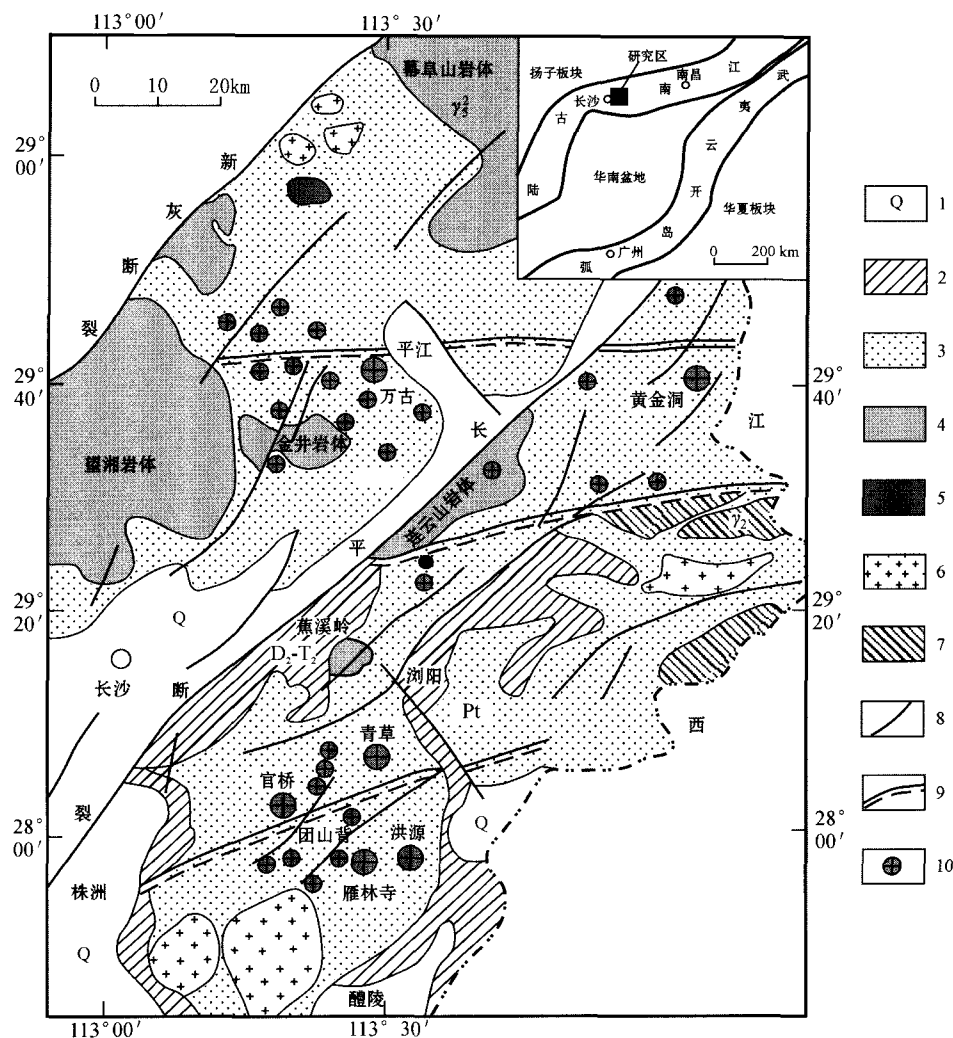 113° 00′
113° 30′
0 10 20km
幕阜山岩体
γ₅²
研究区
扬子板块
南昌
江
武
长沙
南
夷
古
云
陆
华南盆地
开
华夏板块
岛
广州
弧
0 200 km
29°
00′
新
灰
断
裂
29°
40′
29°
40′
平江
万古
黄金洞
长
江
金井岩体
望湘岩体
连云山岩体
平
γ₂
29°
20′
29°
20′
Q
蕉溪岭
D₂-T₂
浏阳
长沙
断
Pt
西
青草
官桥
裂
28°
00′
28°
00′
Q
团山背
洪源
株洲
雁林寺
Q
醴陵
113° 00′
113° 30′
Q 1
2
3
4
5
6
7
8
9
10